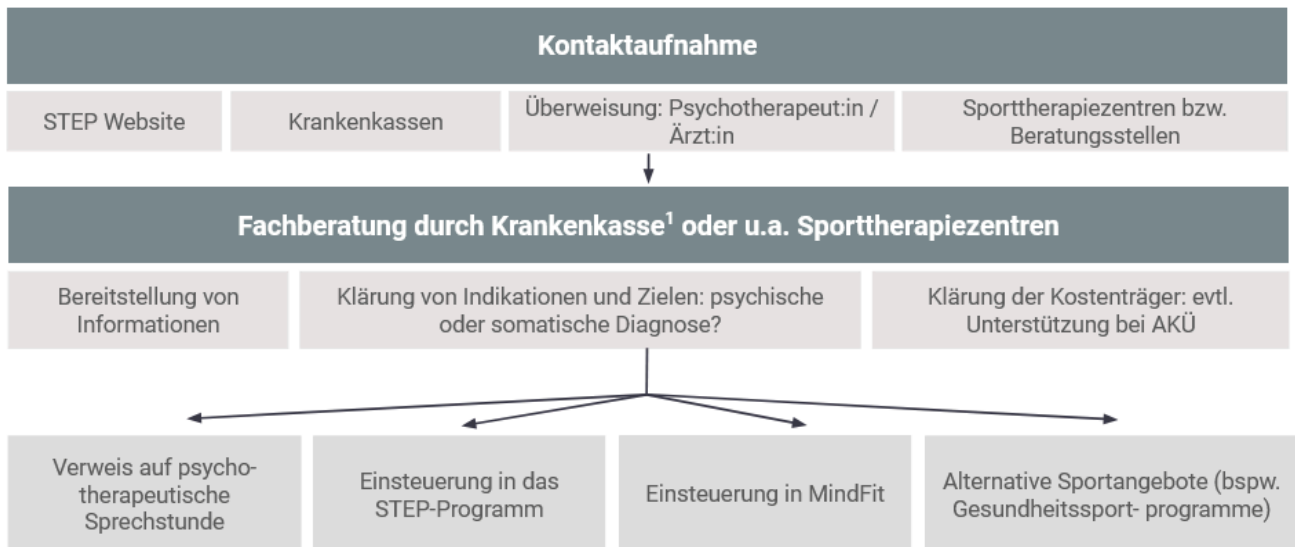 Kontaktaufnahme
STEP Website
Krankenkassen
Überweisung: Psychotherapeut:in /
Ärzt:in
Sporttherapiezentren bzw.
Beratungsstellen
Fachberatung durch Krankenkasse¹ oder u.a. Sporttherapiezentren
Bereitstellung von
Informationen
Klärung von Indikationen und Zielen: psychische
oder somatische Diagnose?
Klärung der Kostenträger: evtl.
Unterstützung bei AKÜ
Verweis auf psycho-
therapeutische
Sprechstunde
Einsteuerung in das
STEP-Programm
Einsteuerung in MindFit
Alternative Sportangebote (bspw.
Gesundheitssport- programme)